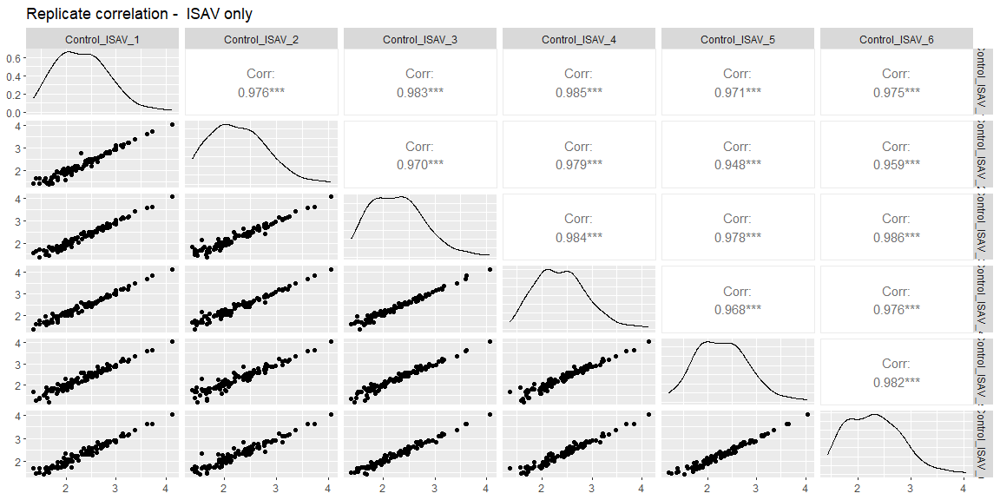 Replicate correlation -  ISAV only
Control_ISAV_1 Control_ISAV_2 Control_ISAV_3 Control_ISAV_4 Control_ISAV_5 Control_ISAV_6
0.6
0.4
0.2
0.0
Corr:
0.976***
Corr:
0.983***
Corr:
0.985***
Corr:
0.971***
Corr:
0.975***
4
3
2
Corr:
0.970***
Corr:
0.979***
Corr:
0.948***
Corr:
0.959***
4
3
2
Corr:
0.984***
Corr:
0.978***
Corr:
0.986***
4
3
2
Corr:
0.968***
Corr:
0.976***
4
3
2
Corr:
0.982***
4
3
2
2 3 4 2 3 4 2 3 4 2 3 4 2 3 4 2 3 4